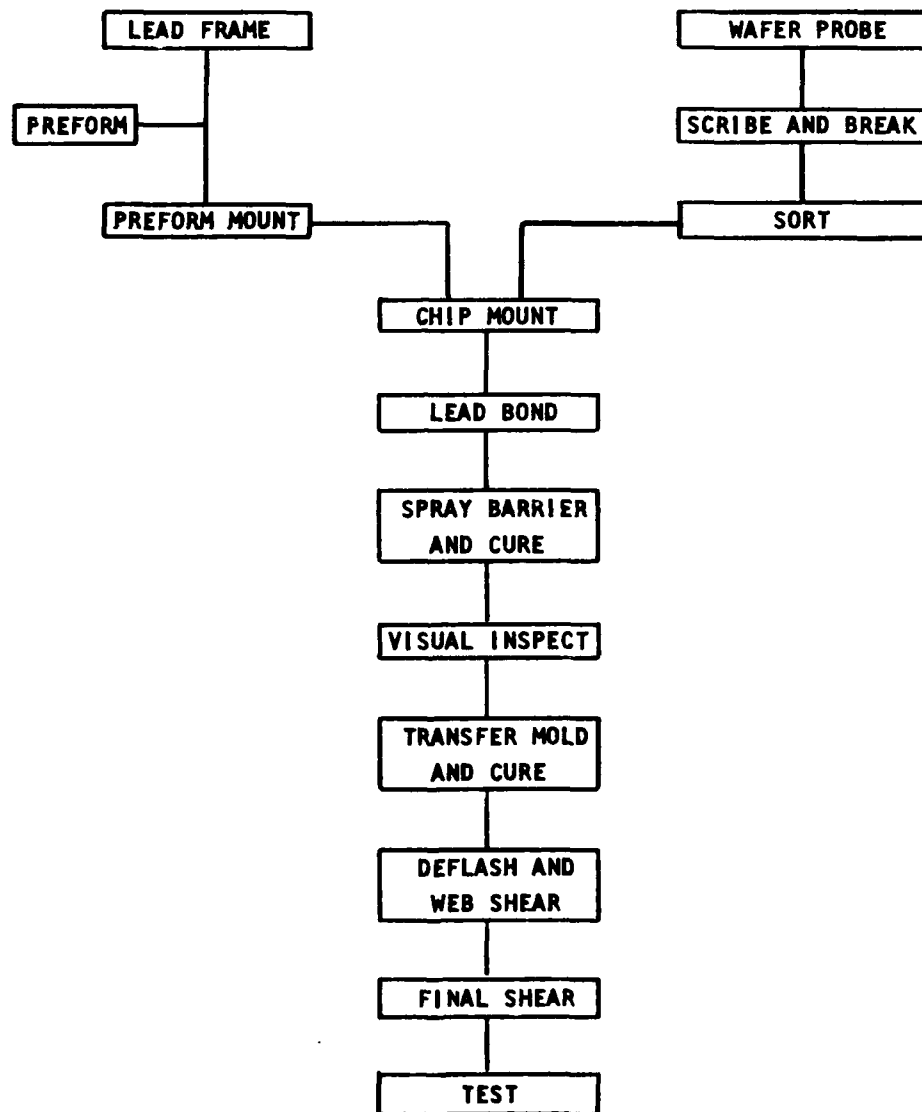 LEAD FRAME
WAFER PROBE
PREFORM
SCRIBE AND BREAK
PREFORM MOUNT
SORT
CHIP MOUNT
LEAD BOND
SPRAY BARRIER
AND CURE
VISUAL INSPECT
TRANSFER MOLD
AND CURE
DEFLASH AND
WEB SHEAR
FINAL SHEAR
TEST